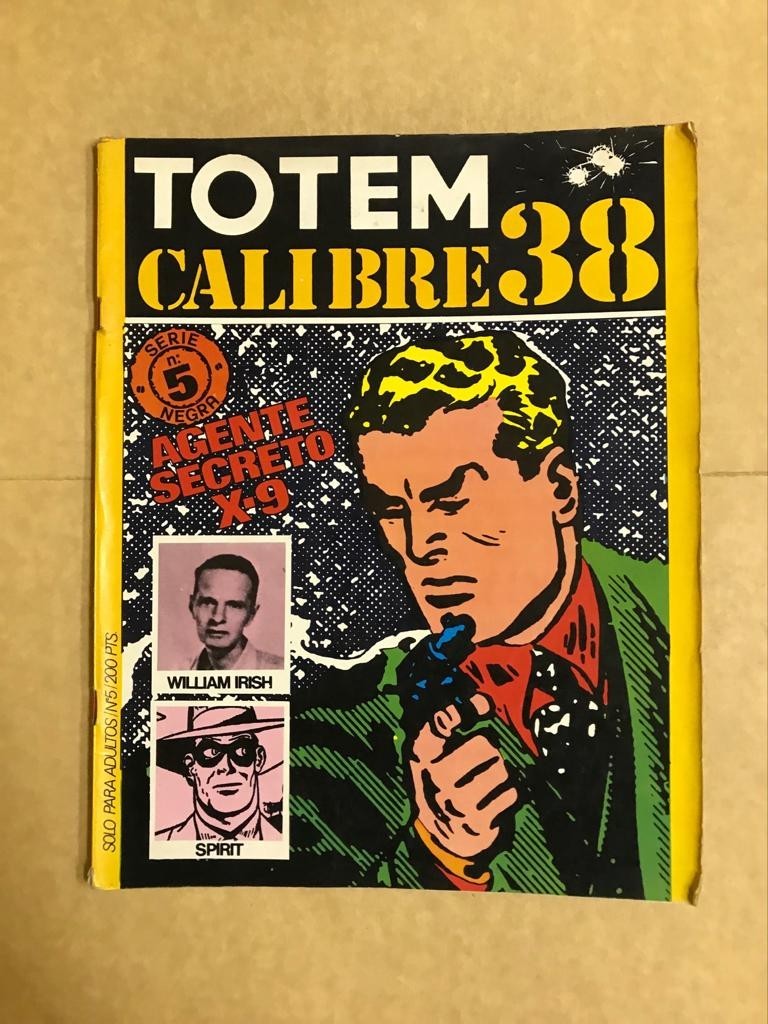 TOTEM
CALIBRE 38
SERIE
n:
5
NEGRA
AGENTE
SECRETO
X-9
WILLIAM IRISH
SPIRIT
SOLO PARA ADULTOS/Nº5/200 PTS.